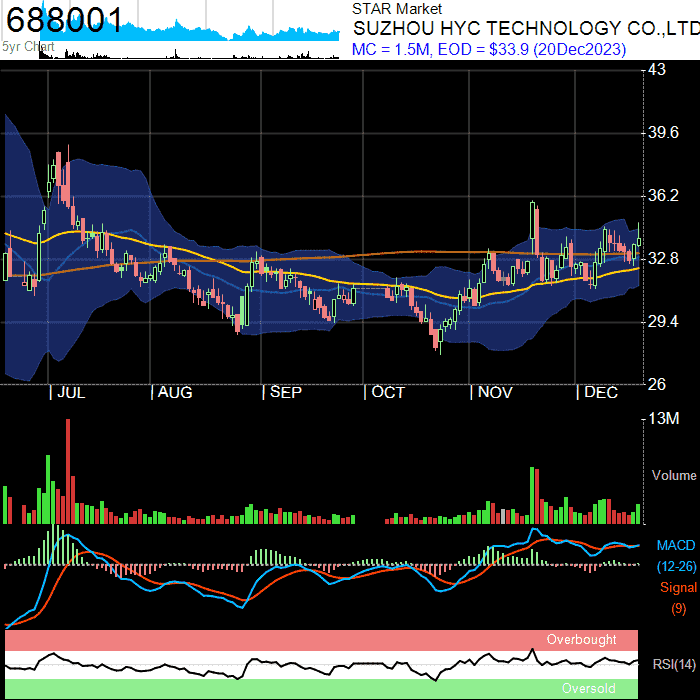 688001
5yr Chart
STAR Market
SUZHOU HYC TECHNOLOGY CO.,LTD
MC = 1.5M, EOD = $33.9 (20Dec2023)
43
39.6
36.2
32.8
29.4
26
| JUL | AUG | SEP | OCT | NOV | DEC
13M
Volume
MACD
(12-26)
Signal
(9)
Overbought
RSI(14)
Oversold